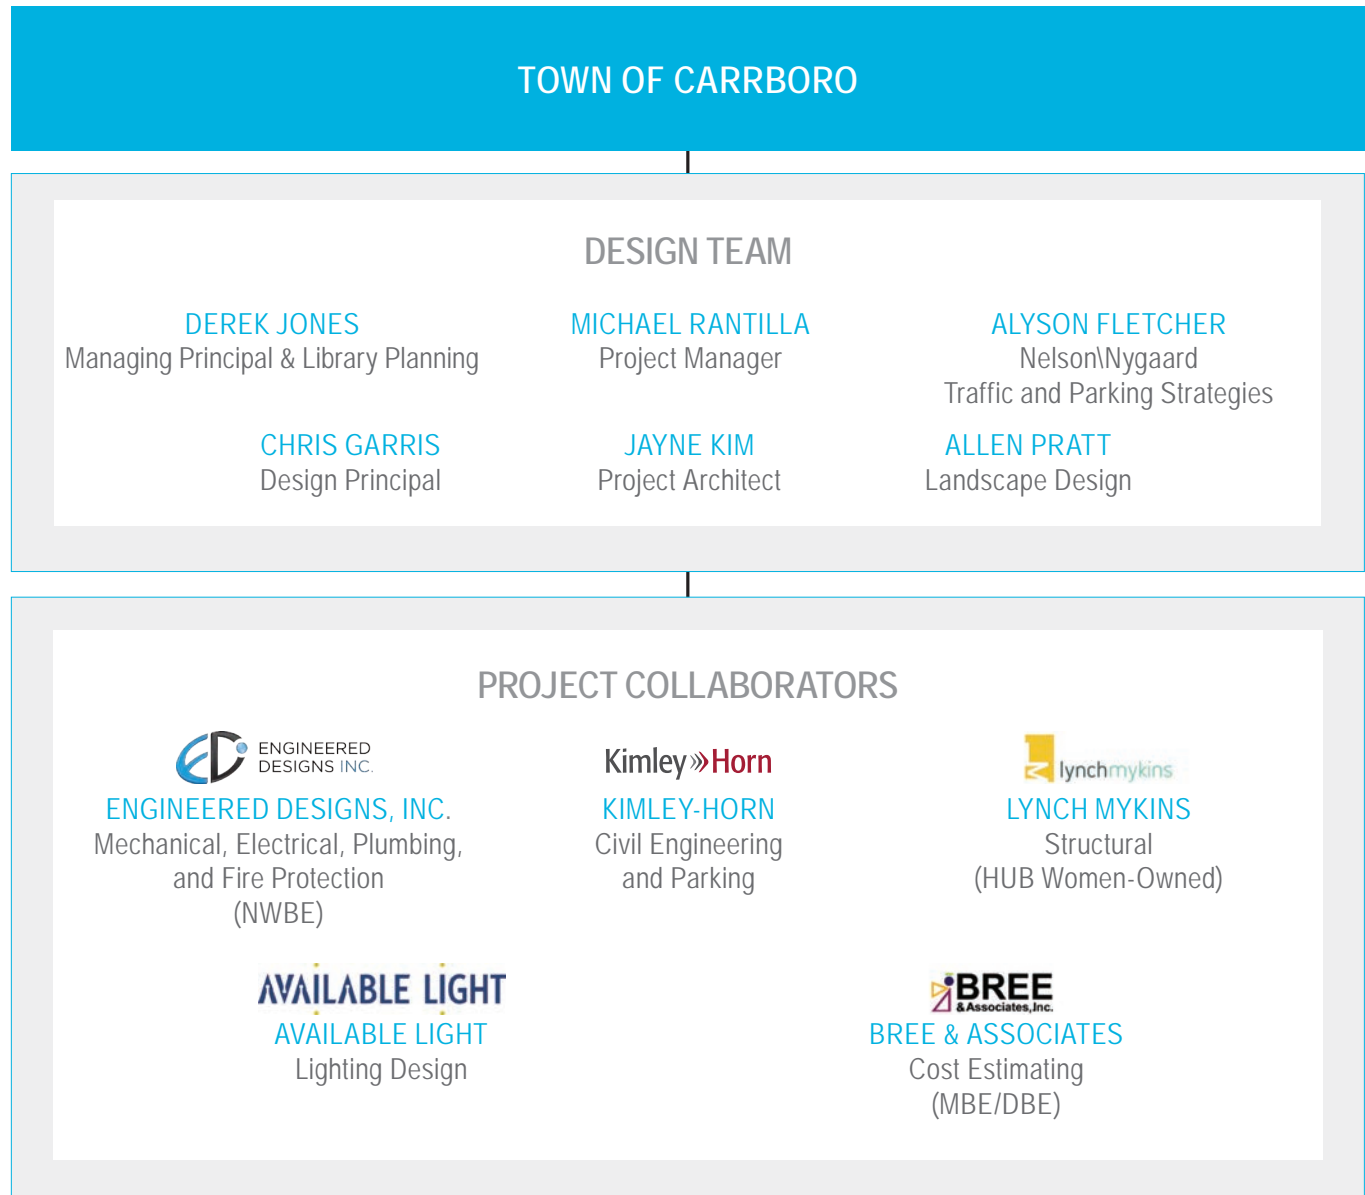 TOWN OF CARRBORO
DESIGN TEAM
DEREK JONES
Managing Principal & Library Planning
MICHAEL RANTILLA
Project Manager
ALYSON FLETCHER
Nelson\Nygaard
Traffic and Parking Strategies
CHRIS GARRIS
Design Principal
JAYNE KIM
Project Architect
ALLEN PRATT
Landscape Design
PROJECT COLLABORATORS
ENGINEERED
DESIGNS INC.
ENGINEERED DESIGNS, INC.
Mechanical, Electrical, Plumbing,
and Fire Protection
(NWBE)
Kimley»Horn
KIMLEY-HORN
Civil Engineering
and Parking
lynchmykins
LYNCH MYKINS
Structural
(HUB Women-Owned)
AVAILABLE LIGHT
AVAILABLE LIGHT
Lighting Design
BREE
& Associates, Inc.
BREE & ASSOCIATES
Cost Estimating
(MBE/DBE)